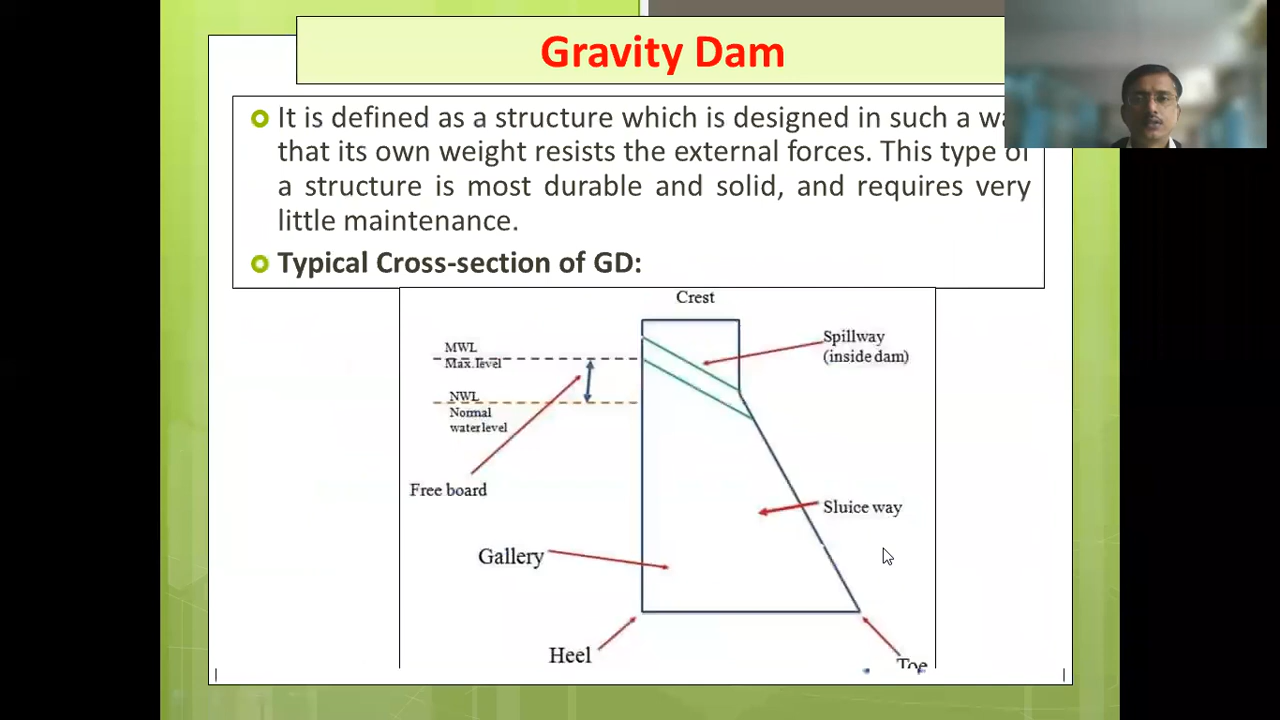 Gravity Dam
It is defined as a structure which is designed in such a
that its own weight resists the external forces. This type of
a structure is most durable and solid, and requires very
little maintenance.
Typical Cross-section of GD:
Crest
MWL
Max. level
Spillway
(inside dam)
NWL
Normal
water level
Free board
Sluice way
Gallery
Heel
Toe